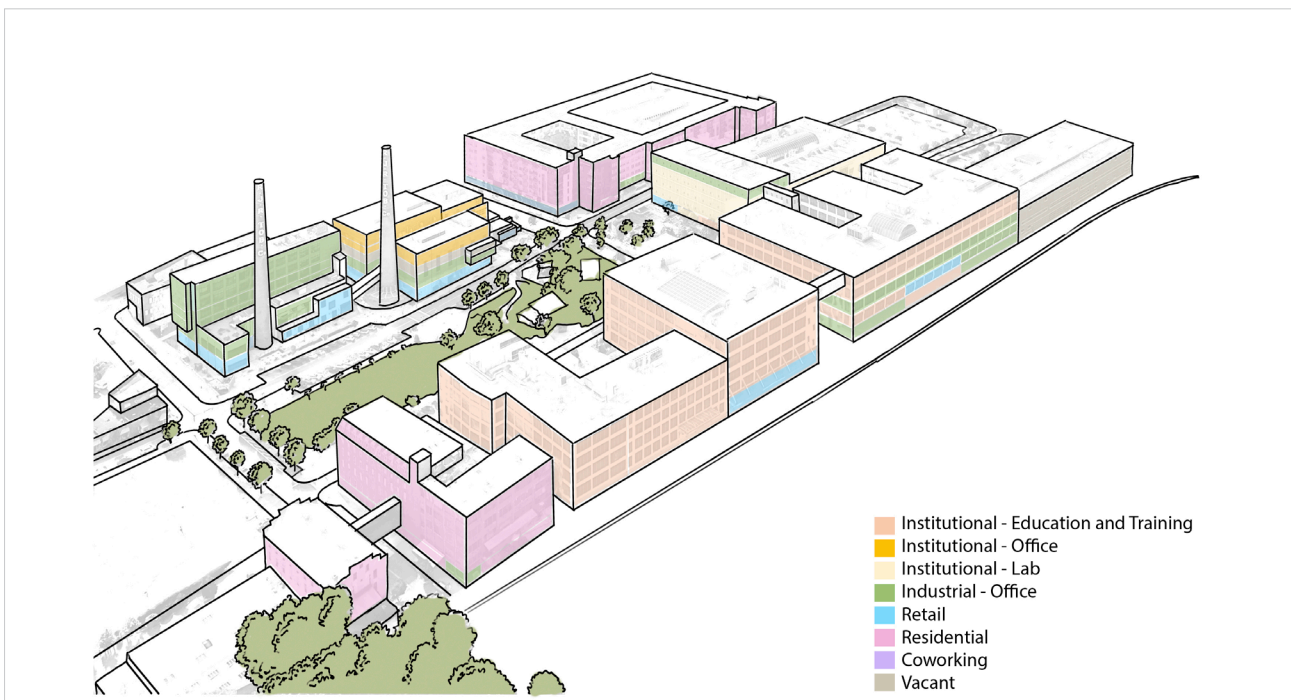 Institutional - Education and Training
Institutional - Office
Institutional - Lab
Industrial - Office
Retail
Residential
Coworking
Vacant